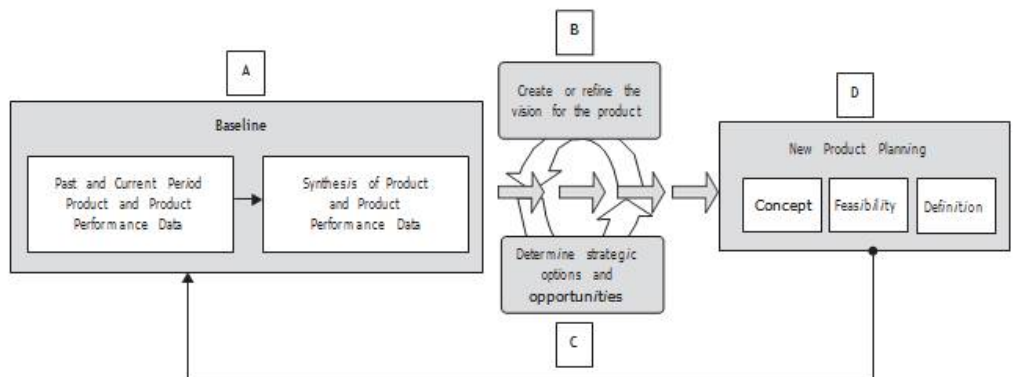 A
Baseline
Past and Current Period
Product and Product
Performance Data
Synthesis of Product
and Product
Performance Data
B
Create or refine the
vision for the product
Determine strategic
options and
opportunities
C
D
New Product Planning
Concept
Feasibility
Definition